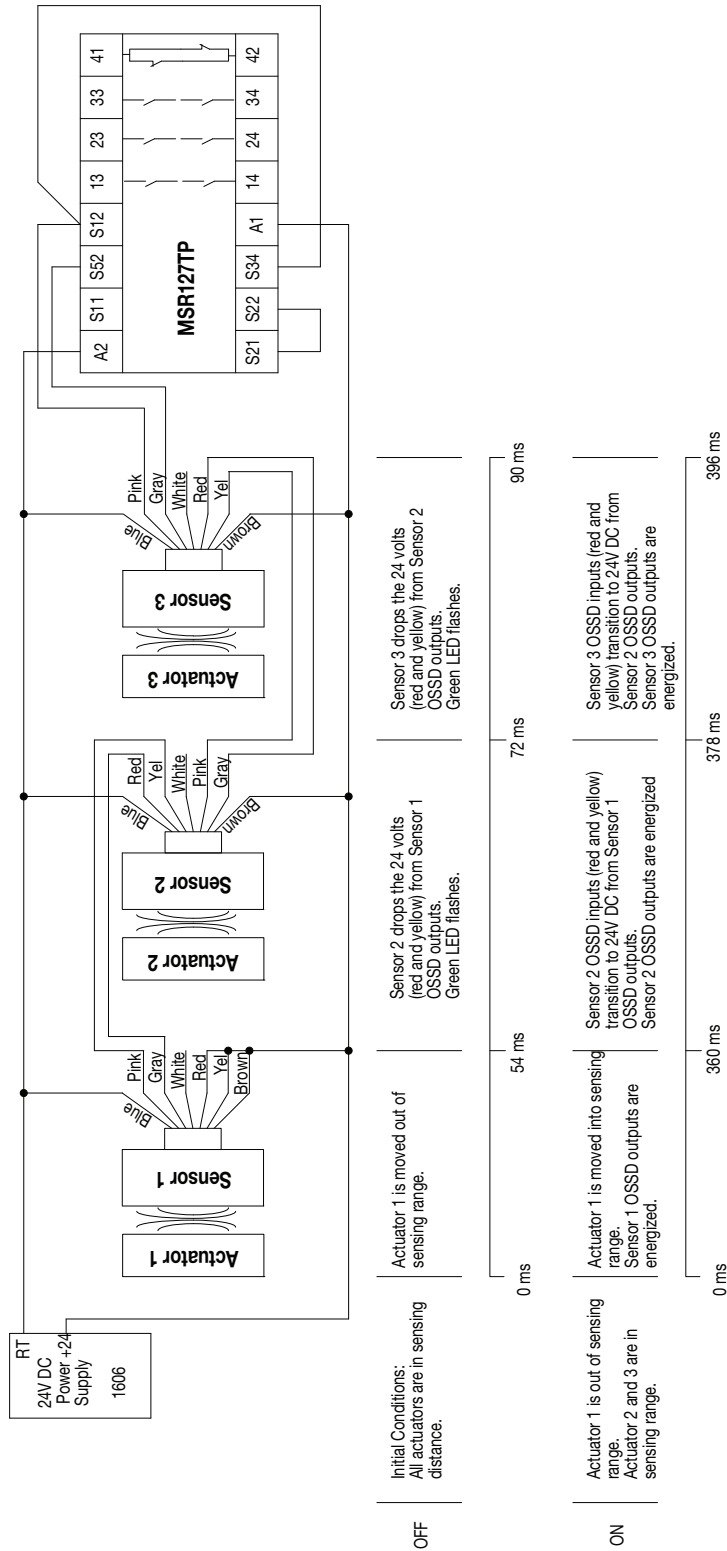 RT
24V DC
Power +24
Supply
1606
Actuator 1
Sensor 1
Blue
Pink
Gray
White
Red
Yel
Brown
Actuator 2
Sensor 2
Blue
Red
Yel
White
Pink
Gray
Brown
Actuator 3
Sensor 3
Blue
Pink
Gray
White
Red
Yel
Brown
A2 S11 S52 S12 13 23 33 41
MSR127TP
S21 S22 S34 A1 14 24 34 42
OFF
Initial Conditions:
All actuators are in sensing
distance.
Actuator 1 is moved out of
sensing range.
Sensor 2 drops the 24 volts
(red and yellow) from Sensor 1
OSSD outputs.
Green LED flashes.
Sensor 3 drops the 24 volts
(red and yellow) from Sensor 2
OSSD outputs.
Green LED flashes.
0 ms 54 ms 72 ms 90 ms
ON
Actuator 1 is out of sensing
range.
Actuator 2 and 3 are in
sensing range.
Actuator 1 is moved into sensing
range.
Sensor 1 OSSD outputs are
energized.
Sensor 2 OSSD inputs (red and yellow)
transition to 24V DC from Sensor 1
OSSD outputs.
Sensor 2 OSSD outputs are energized
Sensor 3 OSSD inputs (red and
yellow) transition to 24V DC from
Sensor 2 OSSD outputs.
Sensor 3 OSSD outputs are
energized.
0 ms 360 ms 378 ms 396 ms